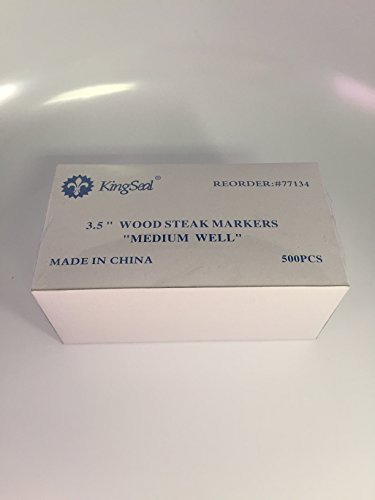 KingSeal®
REORDER:#77134
3.5" WOOD STEAK MARKERS
"MEDIUM WELL"
MADE IN CHINA
500PCS